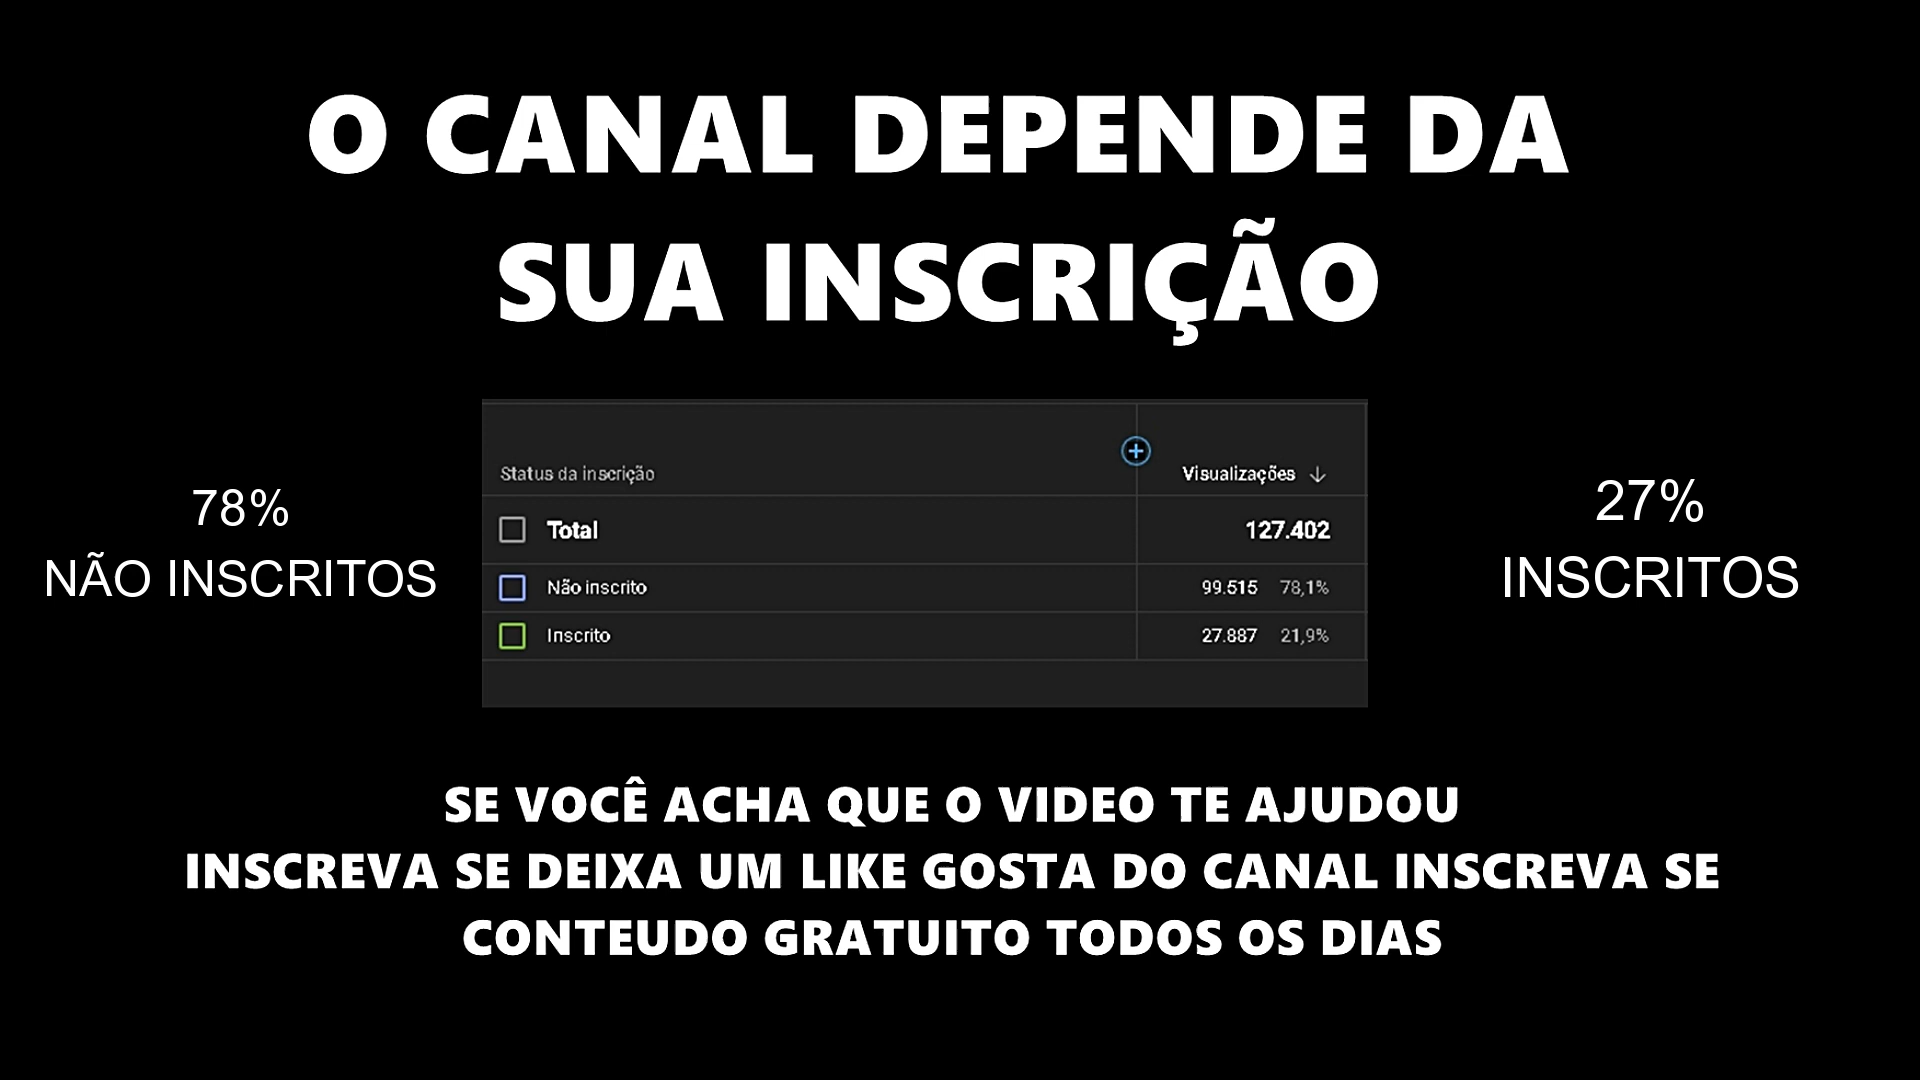 O CANAL DEPENDE DA
SUA INSCRIÇÃO
78%
NÃO INSCRITOS
Status da inscrição
Visualizações ↓
Total 127.402
Não inscrito 99.515 78,1%
Inscrito 27.887 21,9%
27%
INSCRITOS
SE VOCÊ ACHA QUE O VIDEO TE AJUDOU
INSCREVA SE DEIXA UM LIKE GOSTA DO CANAL INSCREVA SE
CONTEUDO GRATUITO TODOS OS DIAS